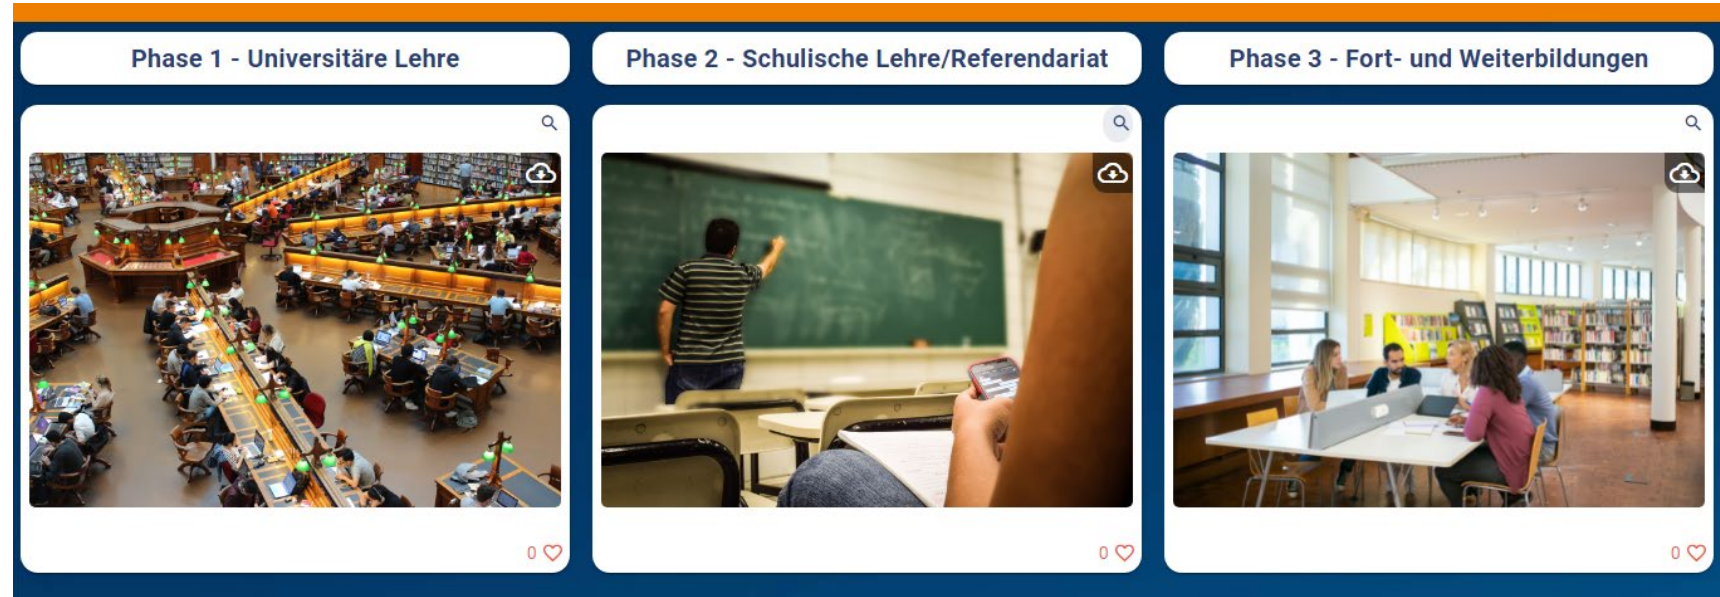 Phase 1 - Universitäre Lehre
Phase 2 - Schulische Lehre/Referendariat
Phase 3 - Fort- und Weiterbildungen
0
0
0